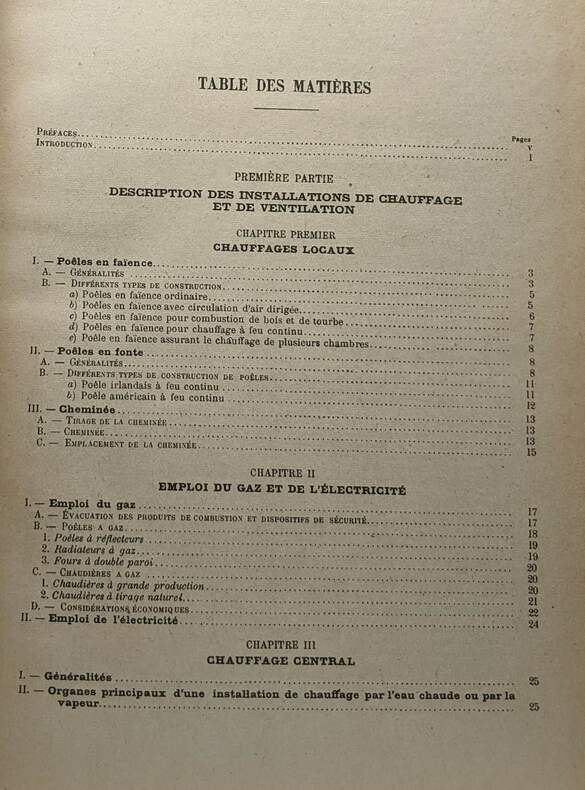 TABLE DES MATIÈRES
Pages
PRÉFACES V
INTRODUCTION 1
PREMIÈRE PARTIE
DESCRIPTION DES INSTALLATIONS DE CHAUFFAGE
ET DE VENTILATION
CHAPITRE PREMIER
CHAUFFAGES LOCAUX
I. — Poêles en faïence 3
A. — GÉNÉRALITÉS 3
B. — DIFFÉRENTS TYPES DE CONSTRUCTION 5
a) Poêles en faïence ordinaire 5
b) Poêles en faïence avec circulation d'air dirigée 6
c) Poêles en faïence pour combustion de bois et de tourbe 7
d) Poêles en faïence pour chauffage à feu continu 7
e) Poêle en faïence assurant le chauffage de plusieurs chambres 8
II. — Poêles en fonte 8
A. — GÉNÉRALITÉS 8
B. — DIFFÉRENTS TYPES DE CONSTRUCTION DE POÊLES 11
a) Poêle irlandais à feu continu 11
b) Poêle américain à feu continu 12
III. — Cheminée 13
A. — TIRAGE DE LA CHEMINÉE 13
B. — CHEMINÉE 13
C. — EMPLACEMENT DE LA CHEMINÉE 15
CHAPITRE II
EMPLOI DU GAZ ET DE L'ÉLECTRICITÉ
I. — Emploi du gaz 17
A. — ÉVACUATION DES PRODUITS DE COMBUSTION ET DISPOSITIFS DE SÉCURITÉ 17
B. — POÊLES A GAZ 18
1. Poêles à réflecteurs 19
2. Radiateurs à gaz 19
3. Fours à double paroi 20
C. — CHAUDIÈRES A GAZ 20
1. Chaudières à grande production 20
2. Chaudières à tirage naturel 21
D. — CONSIDÉRATIONS ÉCONOMIQUES 22
II. — Emploi de l'électricité 24
CHAPITRE III
CHAUFFAGE CENTRAL
I. — Généralités 25
II. — Organes principaux d'une installation de chauffage par l'eau chaude ou par la
vapeur 25